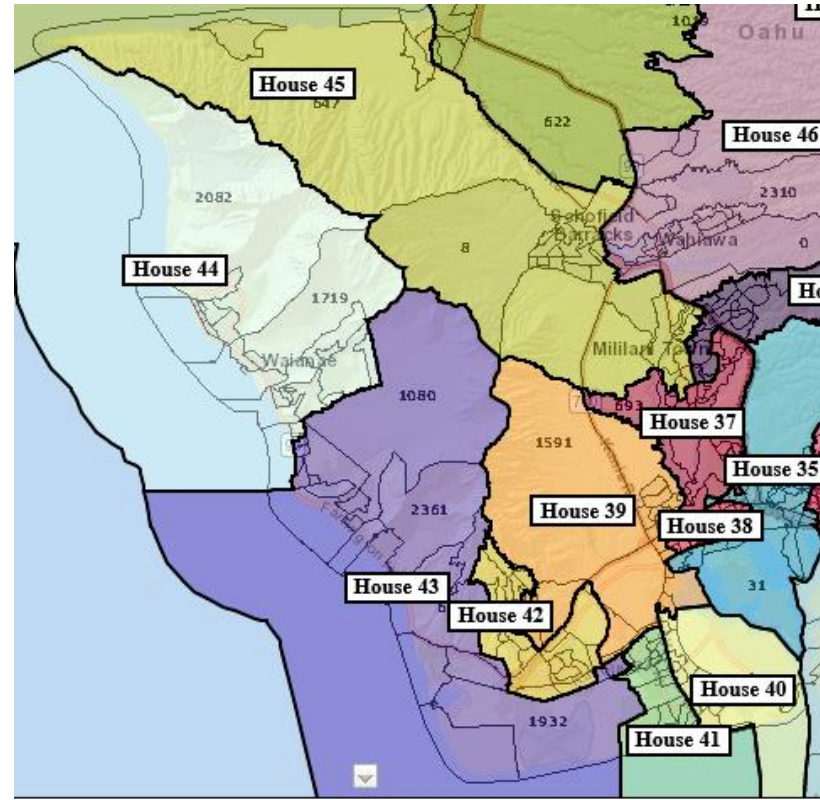 Oahu
House 45
647
622
House 46
2082
2310
Schofield
Barracks
Wahiawa
0
8
House 44
1719
Mililani Town
Waianae
1080
693
House 37
1591
House 35
2361
House 39
House 38
House 43
31
House 42
House 40
1932
House 41